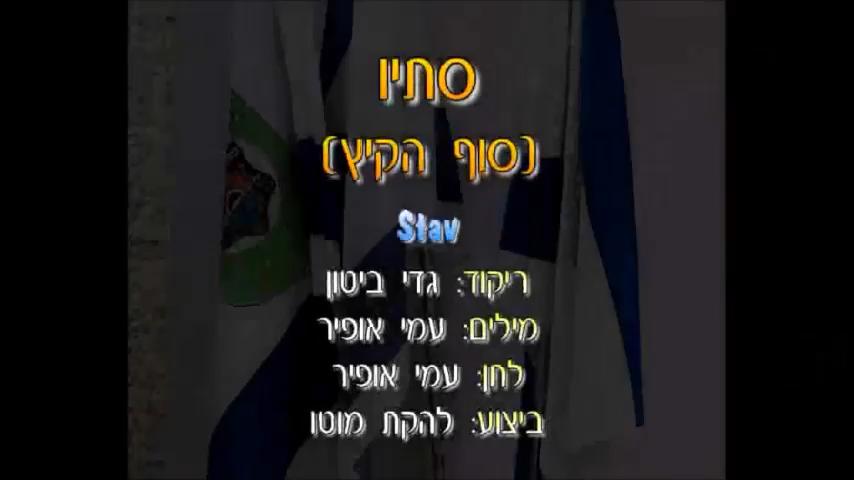 סתיו
(סוף הקיץ)
Stav
ריקוד: גדי ביטון
מילים: עמי אופיר
לחן: עמי אופיר
ביצוע: להקת מוטו